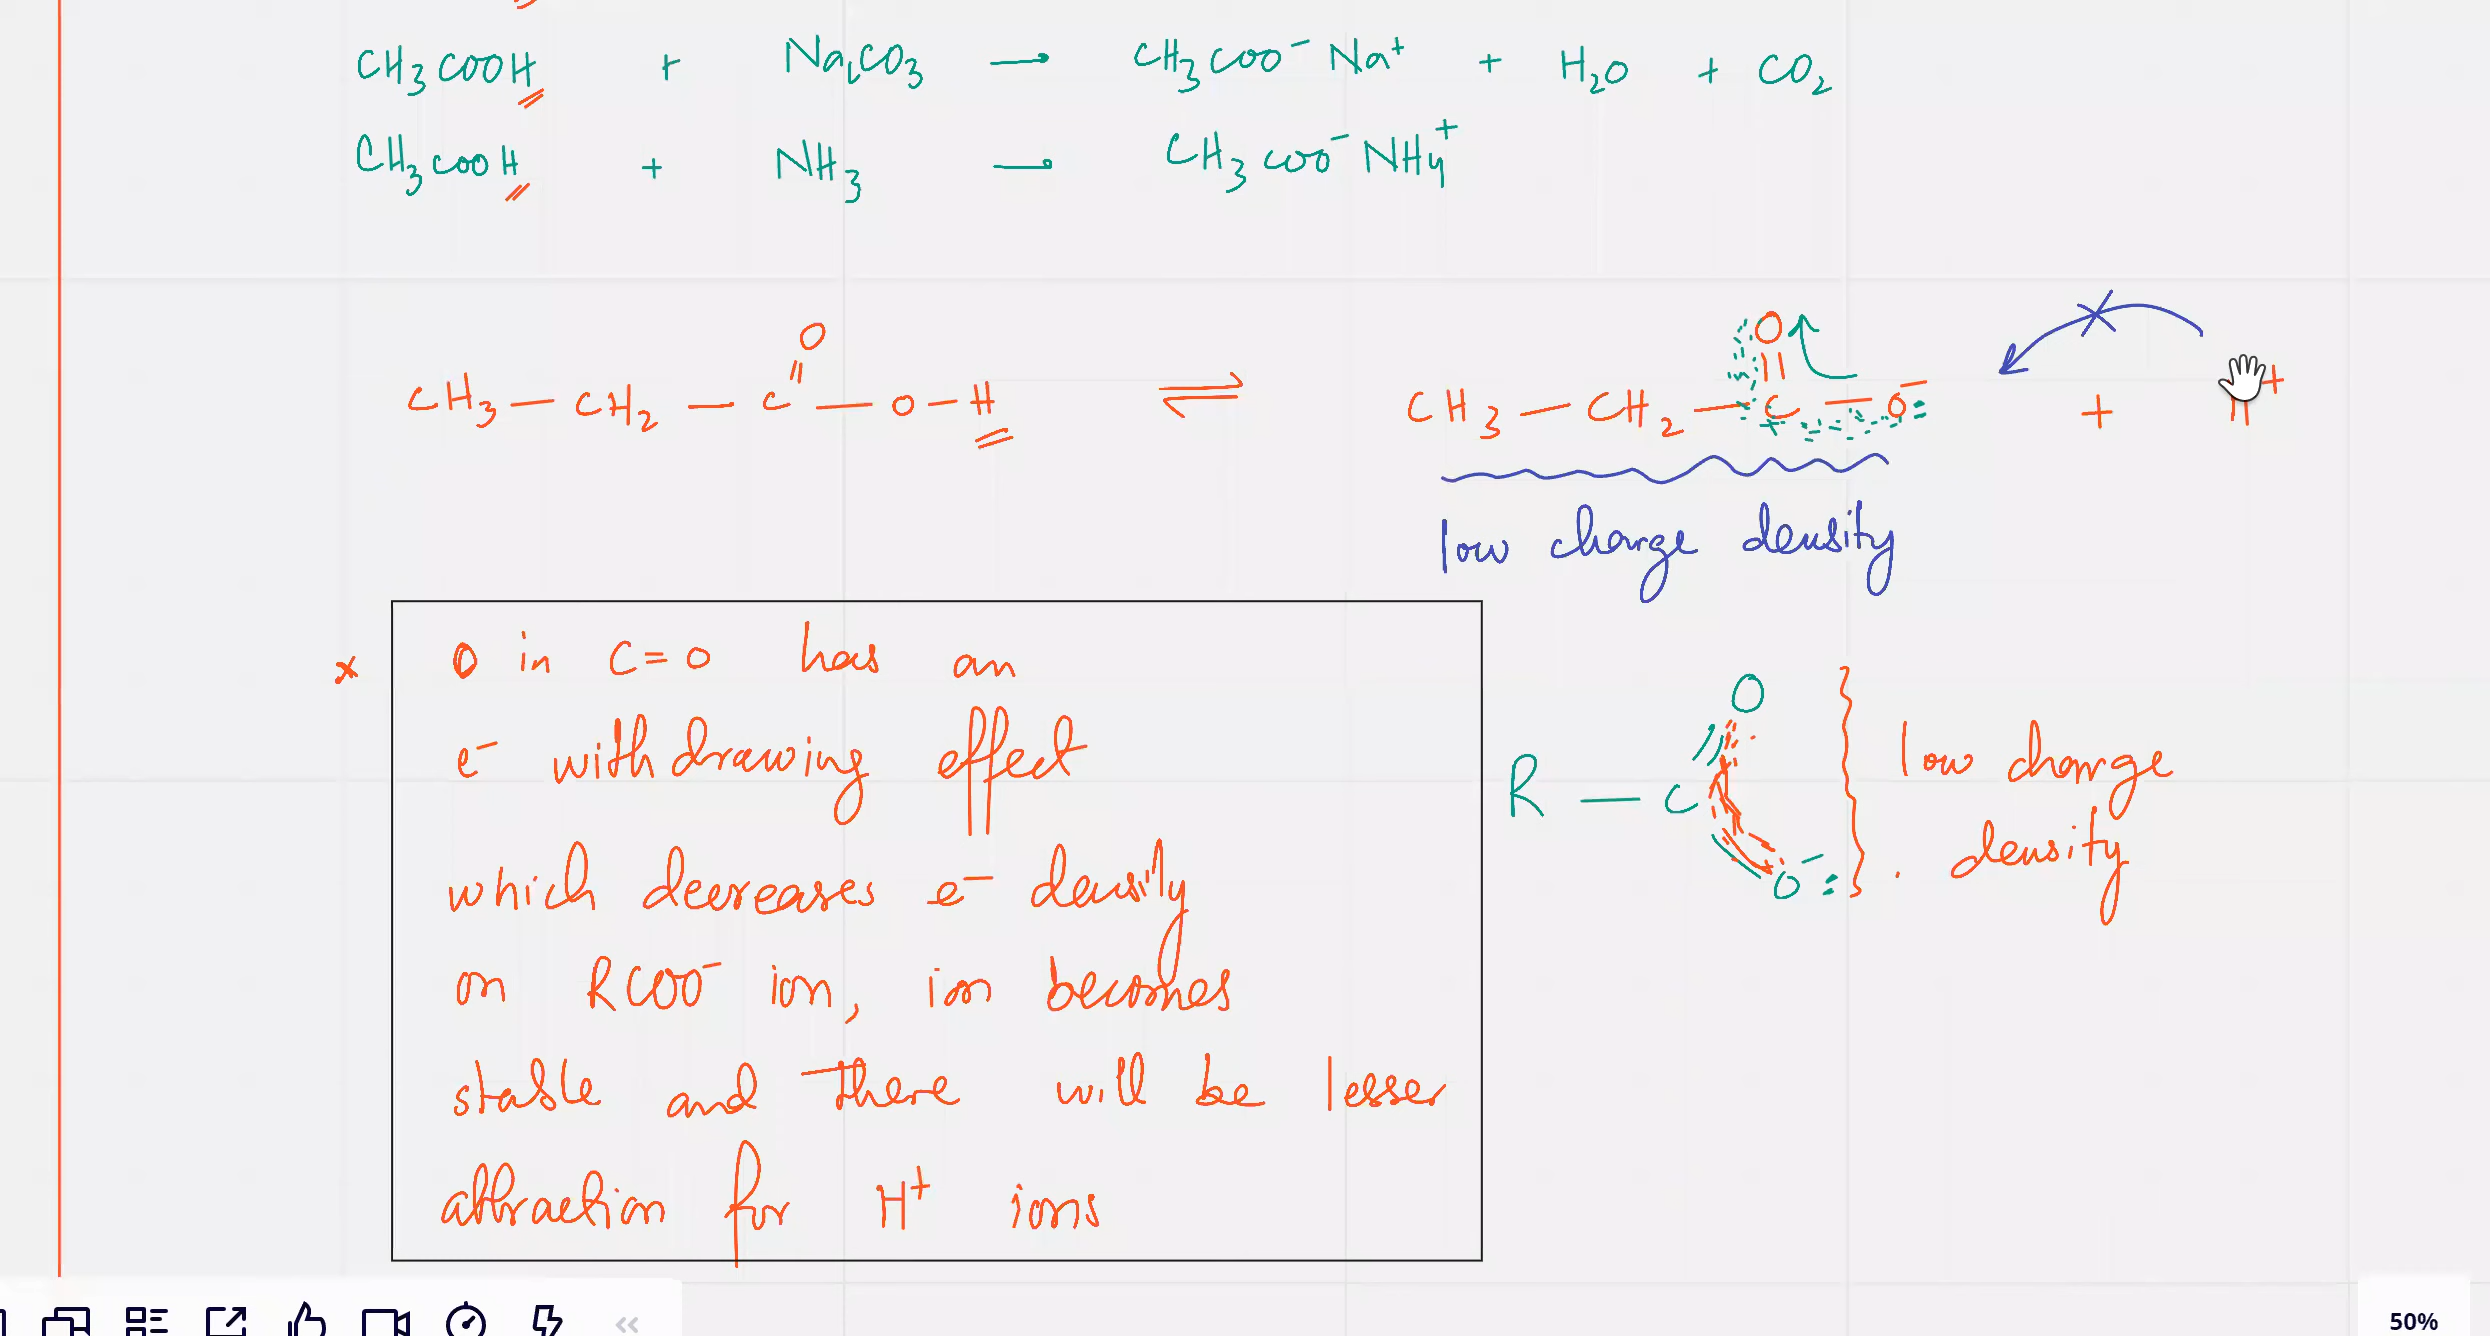 CH3COOH + Na2CO3 → CH3COO⁻ Na⁺ + H2O + CO2
CH3COOH + NH3 → CH3COO⁻ NH4⁺
O
CH3 — CH2 — C — O — H ⇌ CH3 — CH2 — C — O⁻: + H⁺
O
low charge density
* O in C=O has an
e⁻ withdrawing effect
which decreases e⁻ density
on RCOO⁻ ion, ion becomes
stable and there will be lesser
attraction for H⁺ ions
O
R — C
O⁻:
low charge
density
50%